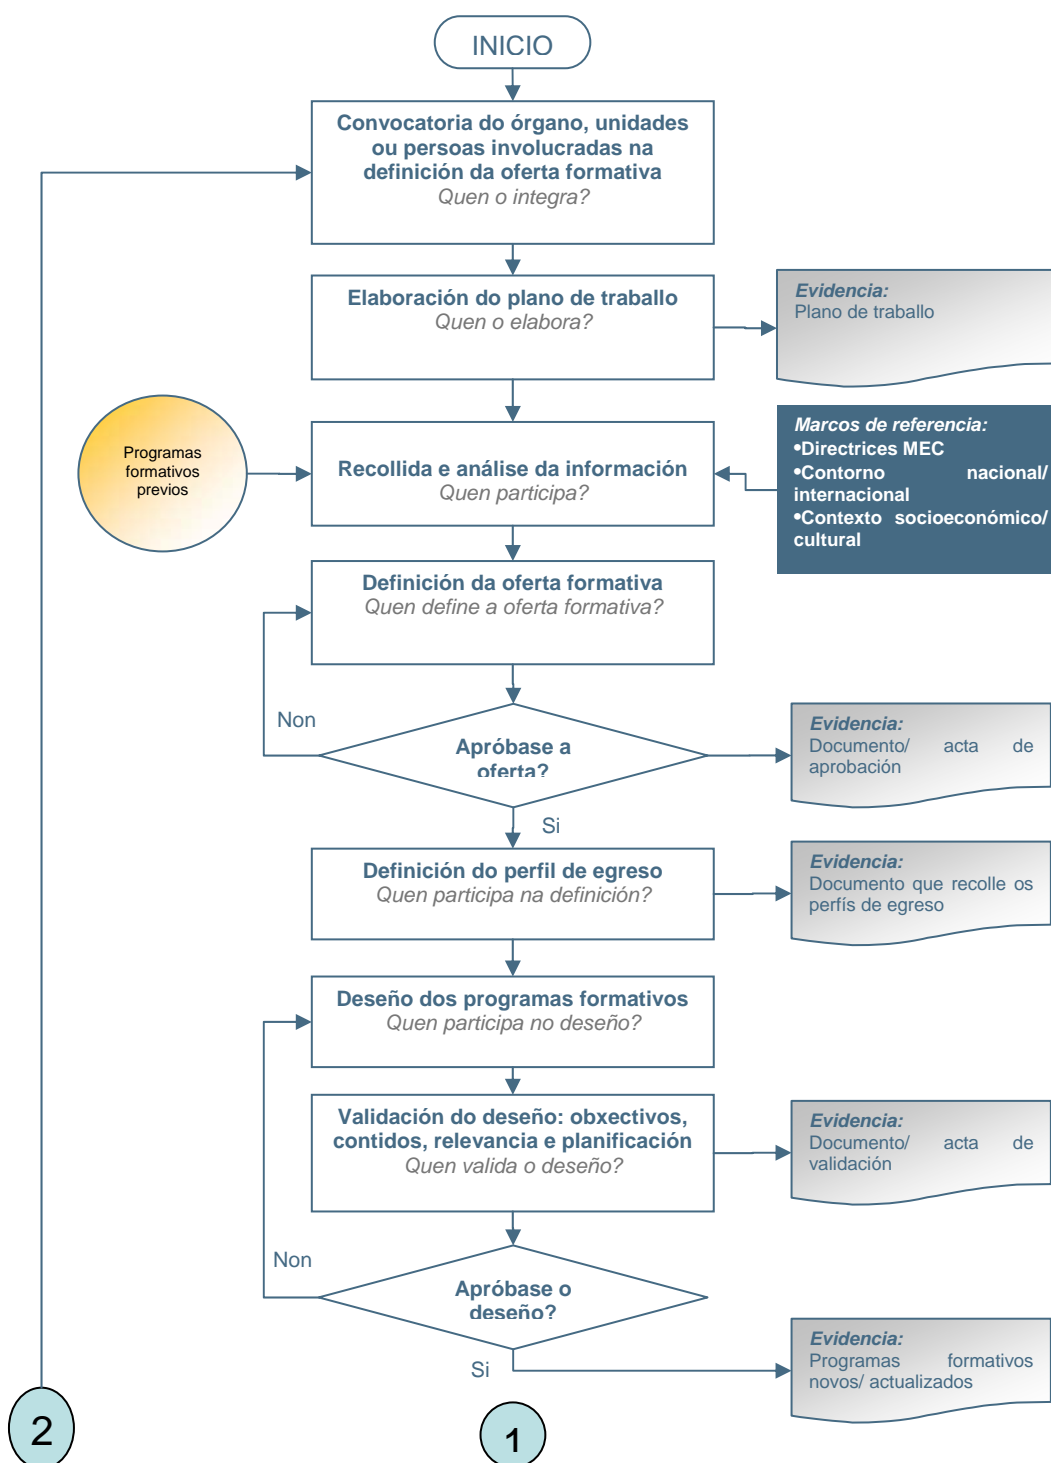 INICIO
Convocatoria do órgano, unidades
ou persoas involucradas na
definición da oferta formativa
Quen o integra?
Elaboración do plano de traballo
Quen o elabora?
Evidencia:
Plano de traballo
Programas
formativos
previos
Recollida e análise da información
Quen participa?
Marcos de referencia:
•Directrices MEC
•Contorno nacional/
internacional
•Contexto socioeconómico/
cultural
Definición da oferta formativa
Quen define a oferta formativa?
Non
Apróbase a
oferta?
Evidencia:
Documento/ acta de
aprobación
Si
Definición do perfil de egreso
Quen participa na definición?
Evidencia:
Documento que recolle os
perfís de egreso
Deseño dos programas formativos
Quen participa no deseño?
Validación do deseño: obxectivos,
contidos, relevancia e planificación
Quen valida o deseño?
Evidencia:
Documento/ acta de
validación
Non
Apróbase o
deseño?
Si
Evidencia:
Programas formativos
novos/ actualizados
2
1